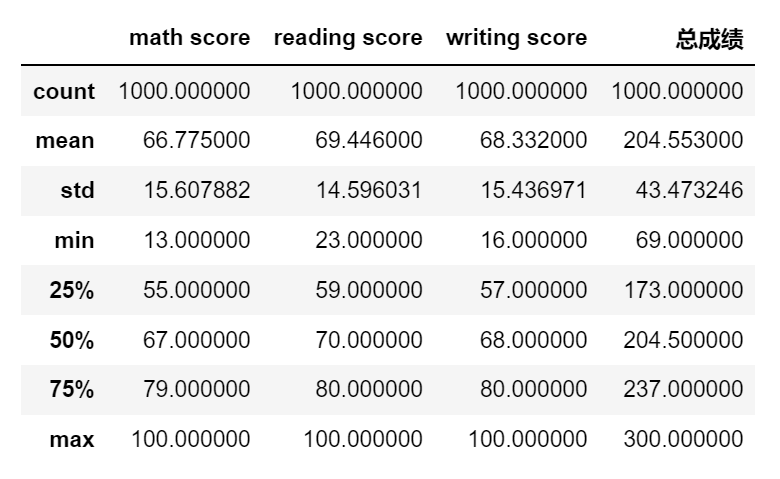 math score reading score writing score 总成绩
count 1000.000000 1000.000000 1000.000000 1000.000000
mean 66.775000 69.446000 68.332000 204.553000
std 15.607882 14.596031 15.436971 43.473246
min 13.000000 23.000000 16.000000 69.000000
25% 55.000000 59.000000 57.000000 173.000000
50% 67.000000 70.000000 68.000000 204.500000
75% 79.000000 80.000000 80.000000 237.000000
max 100.000000 100.000000 100.000000 300.000000